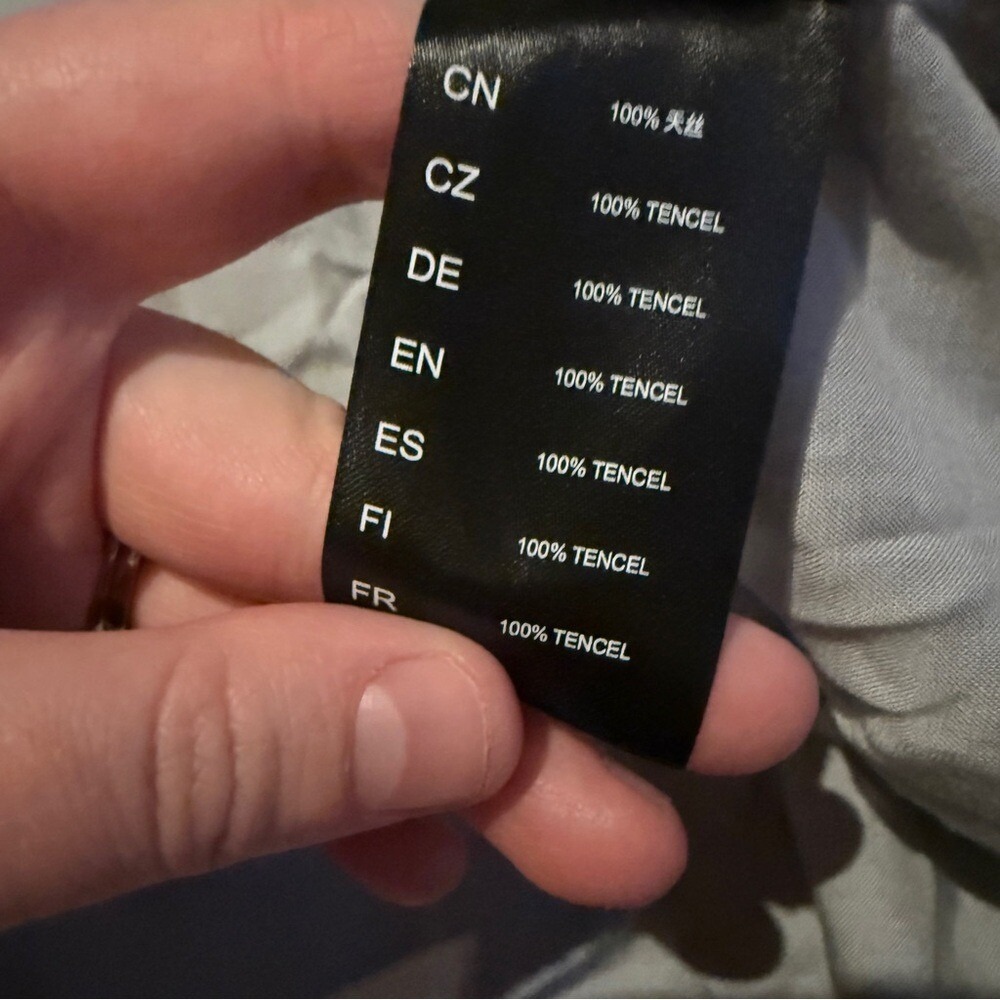 CN 100% 天丝
CZ 100% TENCEL
DE 100% TENCEL
EN 100% TENCEL
ES 100% TENCEL
FI 100% TENCEL
FR 100% TENCEL